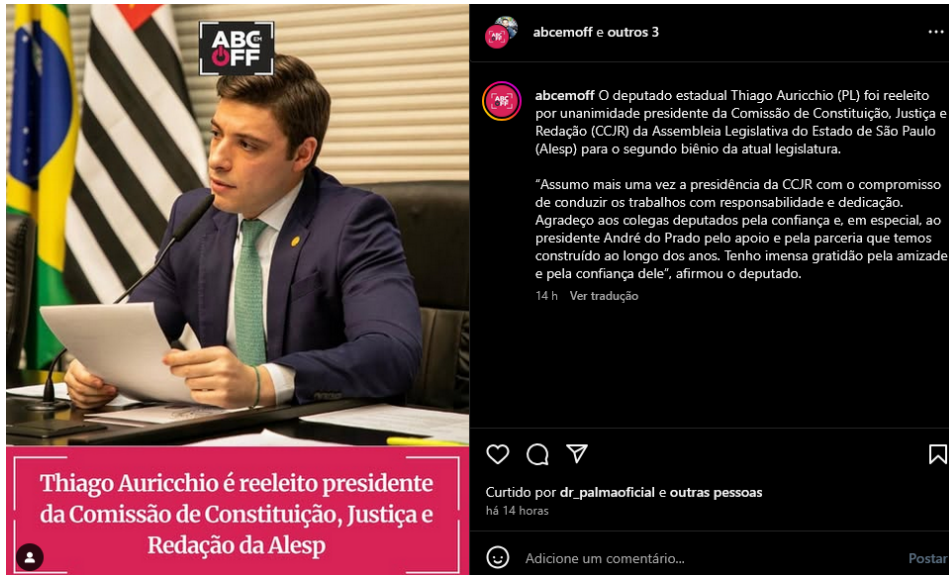 ABC EM
OFF
Thiago Auricchio é reeleito presidente
da Comissão de Constituição, Justiça e
Redação da Alesp
abcemoff e outros 3
abcemoff O deputado estadual Thiago Auricchio (PL) foi reeleito
por unanimidade presidente da Comissão de Constituição, Justiça e
Redação (CCJR) da Assembleia Legislativa do Estado de São Paulo
(Alesp) para o segundo biênio da atual legislatura.
“Assumo mais uma vez a presidência da CCJR com o compromisso
de conduzir os trabalhos com responsabilidade e dedicação.
Agradeço aos colegas deputados pela confiança e, em especial, ao
presidente André do Prado pelo apoio e pela parceria que temos
construído ao longo dos anos. Tenho imensa gratidão pela amizade
e pela confiança dele”, afirmou o deputado.
14 h Ver tradução
Curtido por dr_palmaoficial e outras pessoas
há 14 horas
Adicione um comentário...
Postar